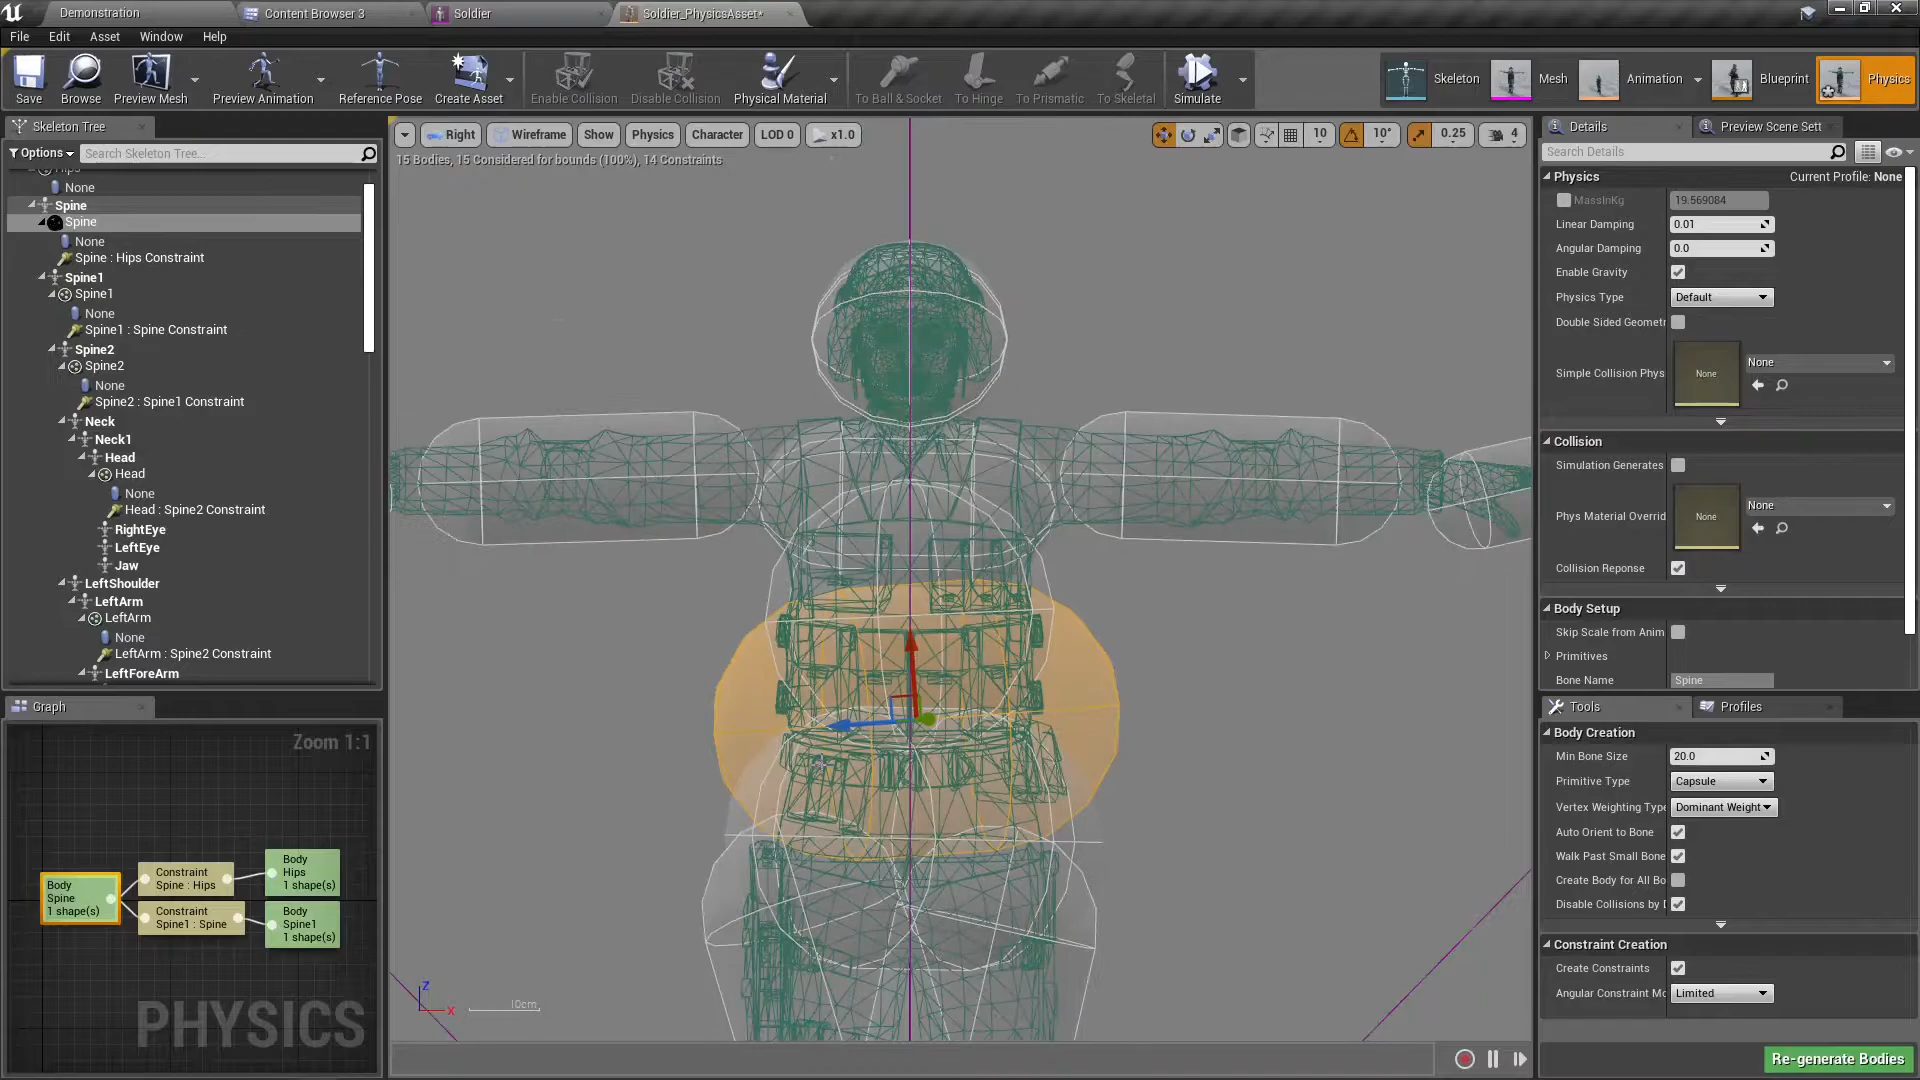 Demonstration
Content Browser 3
Soldier
Soldier_PhysicsAsset*
File
Edit
Asset
Window
Help
Save
Browse
Preview Mesh
Preview Animation
Reference Pose
Create Asset
Enable Collision
Disable Collision
Physical Material
To Ball & Socket
To Hinge
To Prismatic
To Skeletal
Simulate
Skeleton
Mesh
Animation
Blueprint
Physics
Skeleton Tree
Options
Search Skeleton Tree...
Hips
None
Spine
Spine
None
Spine : Hips Constraint
Spine1
Spine1
None
Spine1 : Spine Constraint
Spine2
Spine2
None
Spine2 : Spine1 Constraint
Neck
Neck1
Head
Head
None
Head : Spine2 Constraint
RightEye
LeftEye
Jaw
LeftShoulder
LeftArm
LeftArm
None
LeftArm : Spine2 Constraint
LeftForeArm
Graph
Zoom 1:1
Body
Spine
1 shape(s)
Constraint
Spine : Hips
Constraint
Spine1 : Spine
Body
Hips
1 shape(s)
Body
Spine1
1 shape(s)
PHYSICS
Right
Wireframe
Show
Physics
Character
LOD 0
x1.0
10
10°
0.25
4
15 Bodies, 15 Considered for bounds (100%), 14 Constraints
Z
X
10cm
Details
Preview Scene Sett
Search Details
Physics
Current Profile: None
MassInKg
19.569084
Linear Damping
0.01
Angular Damping
0.0
Enable Gravity
Physics Type
Default
Double Sided Geometr
Simple Collision Phys
None
None
Collision
Simulation Generates
Phys Material Overrid
None
None
Collision Reponse
Body Setup
Skip Scale from Anim
Primitives
Bone Name
Spine
Tools
Profiles
Body Creation
Min Bone Size
20.0
Primitive Type
Capsule
Vertex Weighting Type
Dominant Weight
Auto Orient to Bone
Walk Past Small Bone
Create Body for All Bo
Disable Collisions by D
Constraint Creation
Create Constraints
Angular Constraint Mo
Limited
Re-generate Bodies